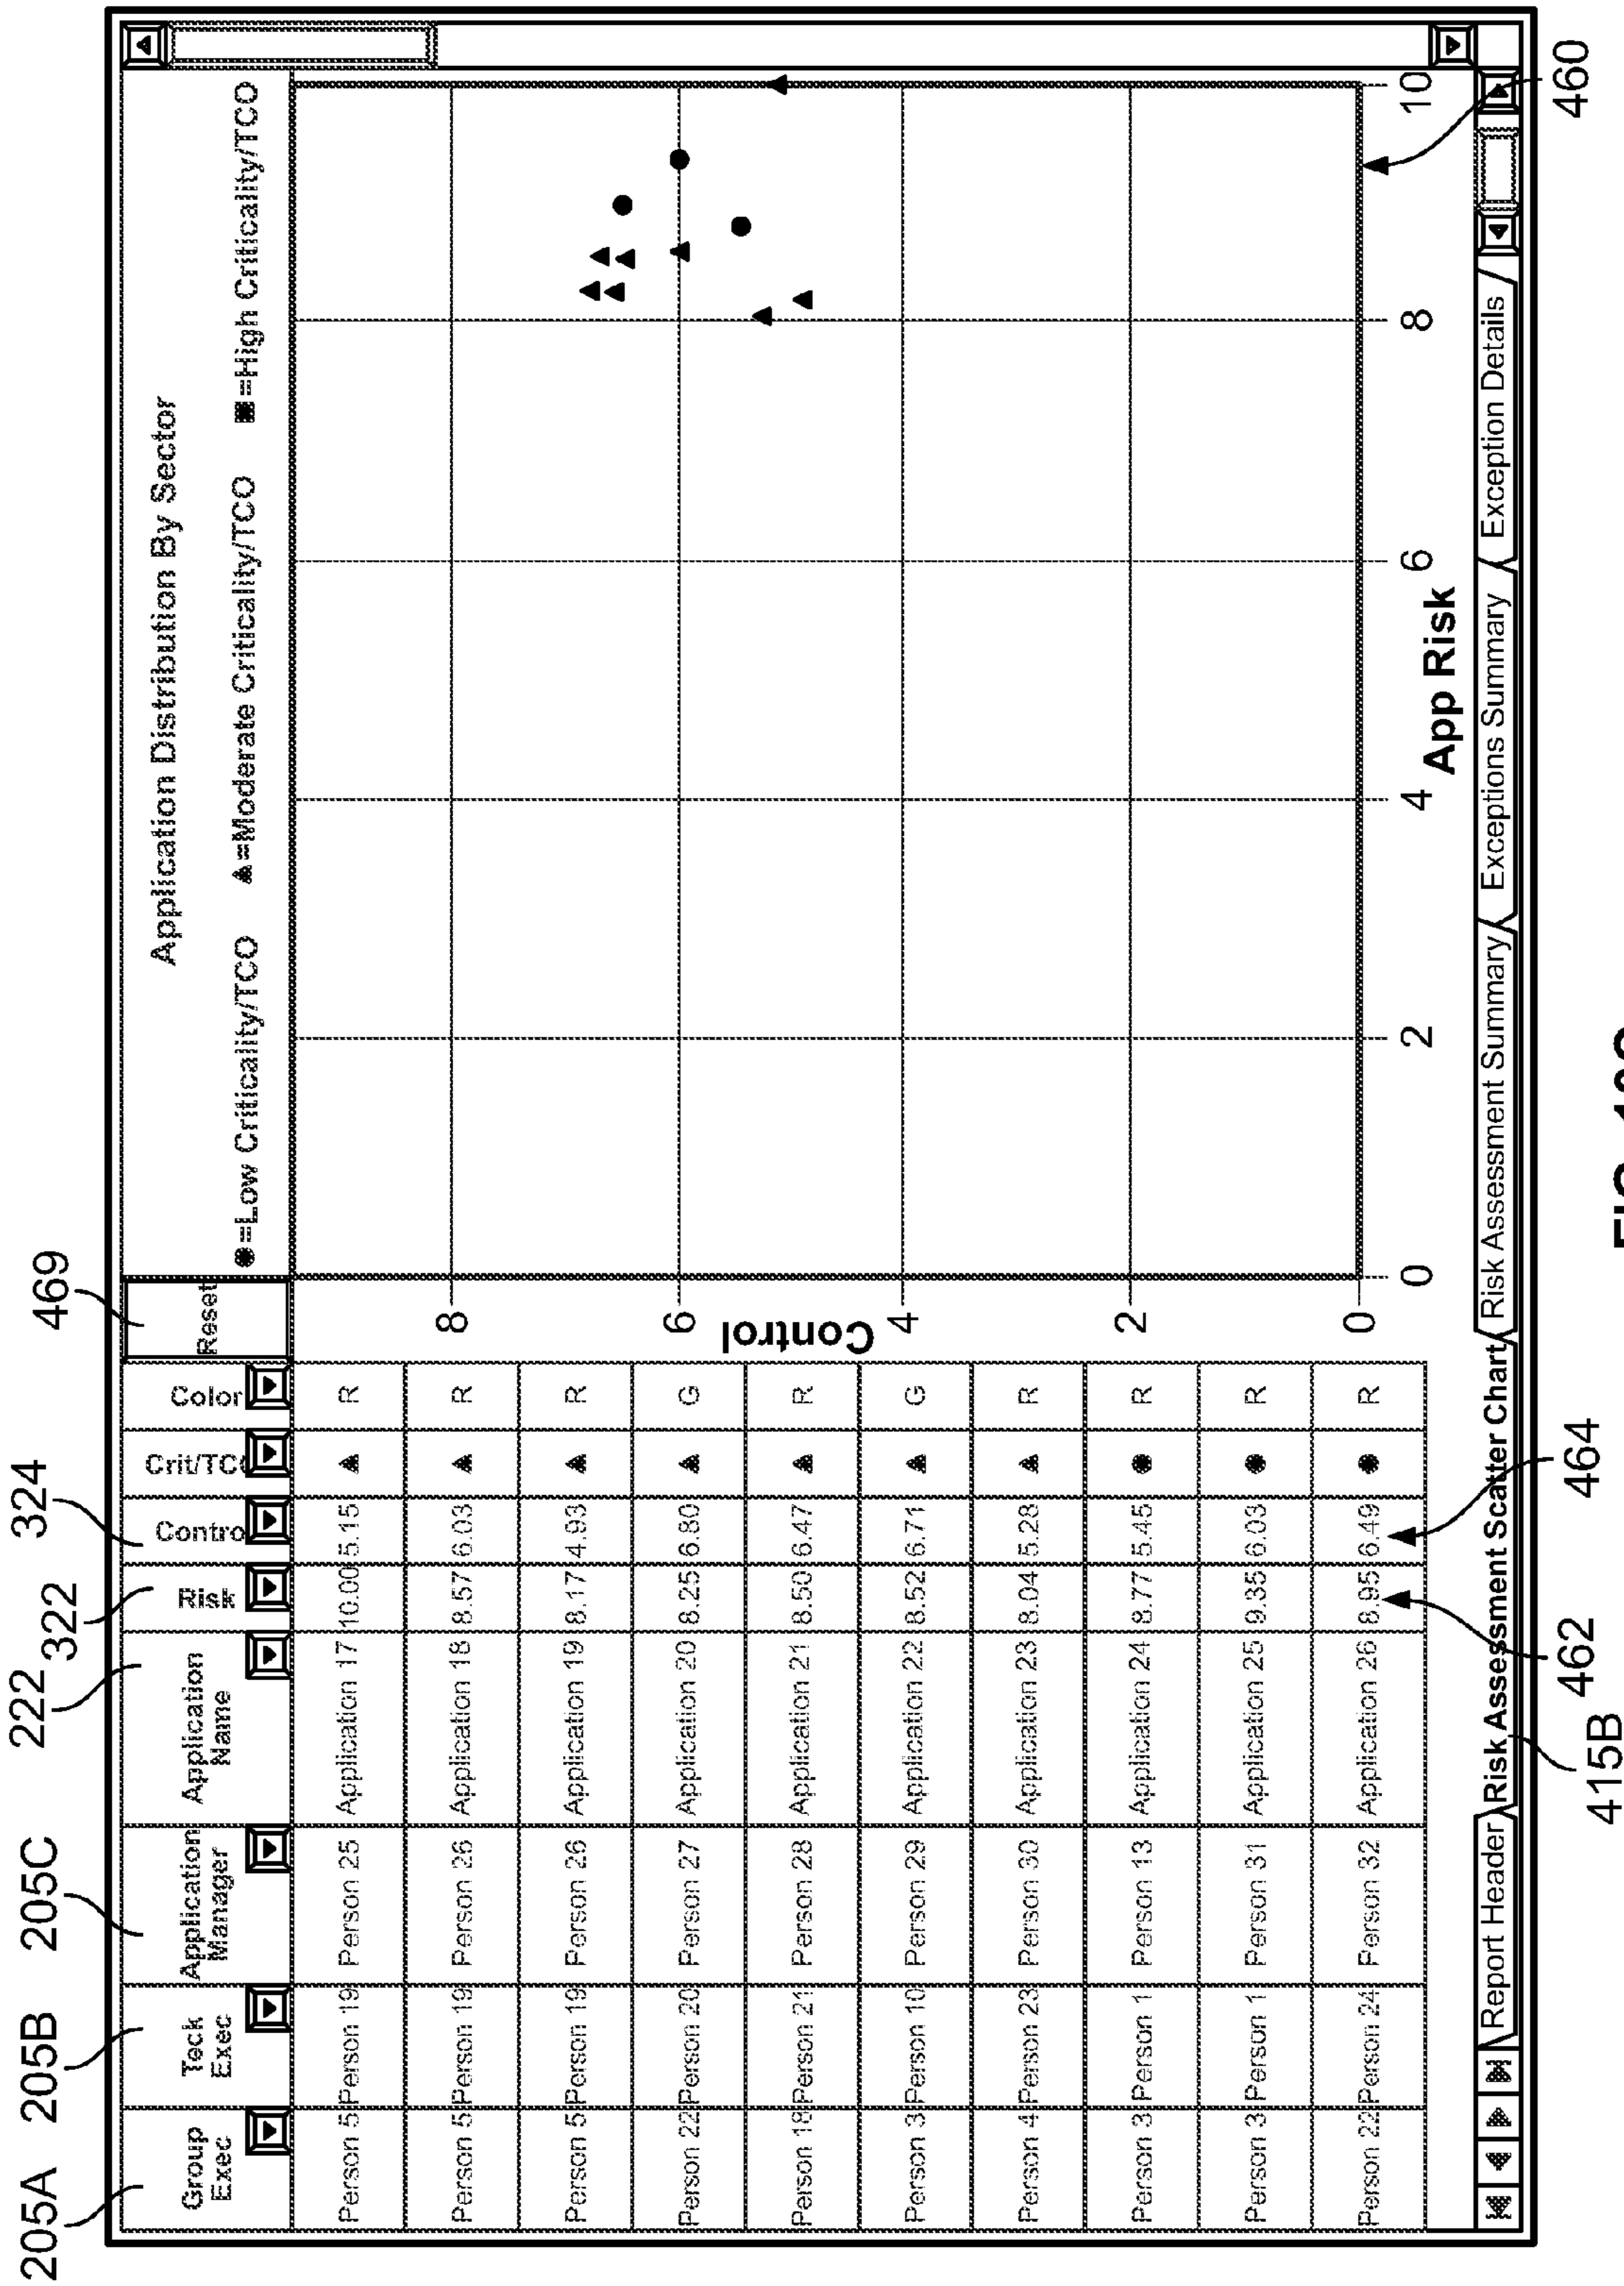 205A 205B 205C 222 322 324 469
Group Exec Teck Exec Application Manager Application Name Risk Contro Crit/TCO Color Reset
Person 5 Person 19 Person 25 Application 17 10.00 5.15 ▲ R
Person 5 Person 19 Person 26 Application 18 8.57 6.03 ▲ R
Person 5 Person 19 Person 26 Application 19 8.17 4.93 ▲ R
Person 22 Person 20 Person 27 Application 20 8.25 6.80 ▲ G
Person 18 Person 21 Person 28 Application 21 8.50 6.47 ▲ R
Person 3 Person 10 Person 29 Application 22 8.52 6.71 ▲ G
Person 4 Person 23 Person 30 Application 23 8.04 5.28 ▲ R
Person 3 Person 1 Person 13 Application 24 8.77 5.45 ● R
Person 3 Person 1 Person 31 Application 25 9.35 6.03 ● R
Person 22 Person 24 Person 32 Application 26 8.95 6.49 ● R
Application Distribution By Sector
●=Low Criticality/TCO ▲=Moderate Criticality/TCO ■=High Criticality/TCO
8
6
Control
4
2
0
0 2 4 6 8 10
App Risk
Report Header Risk Assessment Scatter Chart Risk Assessment Summary Exceptions Summary Exception Details
415B 462 464 460